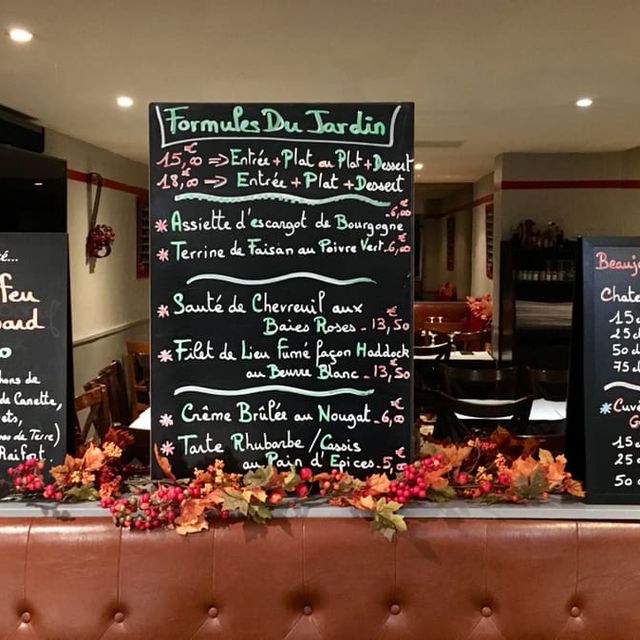 té...
feu
ard
hons de
de Canette,
ets,
de Terre)
Raifort.
Formules Du Jardin
15,00€ => Entrée + Plat ou Plat + Dessert
18,00€ => Entrée + Plat + Dessert
* Assiette d'escargot de Bourgogne - 6,00€
* Terrine de Faisan au Poivre Vert - 6,00€
* Sauté de Chevreuil aux
Baies Roses - 13,50€
* Filet de Lieu Fumé façon Haddock
au Beurre Blanc - 13,50€
* Crème Brûlée au Nougat - 6,00€
* Tarte Rhubarbe / Cassis
au Pain d'Epices - 5,00€
Beauj
Chate
15 c
25 c
50 c
75 c
* Cuv
G
15 c
25
50